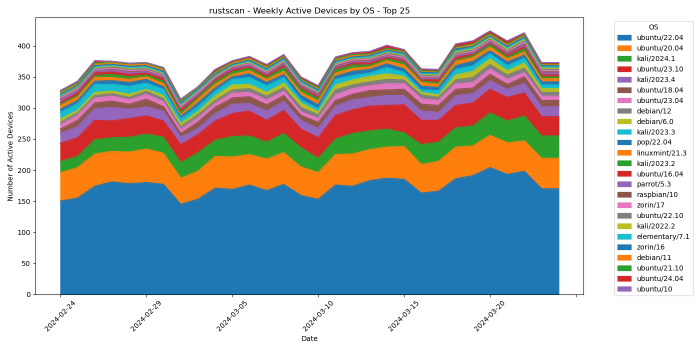 rustscan - Weekly Active Devices by OS - Top 25
Number of Active Devices
400
350
300
250
200
150
100
50
0
2024-02-24
2024-02-29
2024-03-05
2024-03-10
2024-03-15
2024-03-20
Date
OS
ubuntu/22.04
ubuntu/20.04
kali/2024.1
ubuntu/23.10
kali/2023.4
ubuntu/18.04
ubuntu/23.04
debian/12
debian/6.0
kali/2023.3
pop/22.04
linuxmint/21.3
kali/2023.2
ubuntu/16.04
parrot/5.3
raspbian/10
zorin/17
ubuntu/22.10
kali/2022.2
elementary/7.1
zorin/16
debian/11
ubuntu/21.10
ubuntu/24.04
ubuntu/10